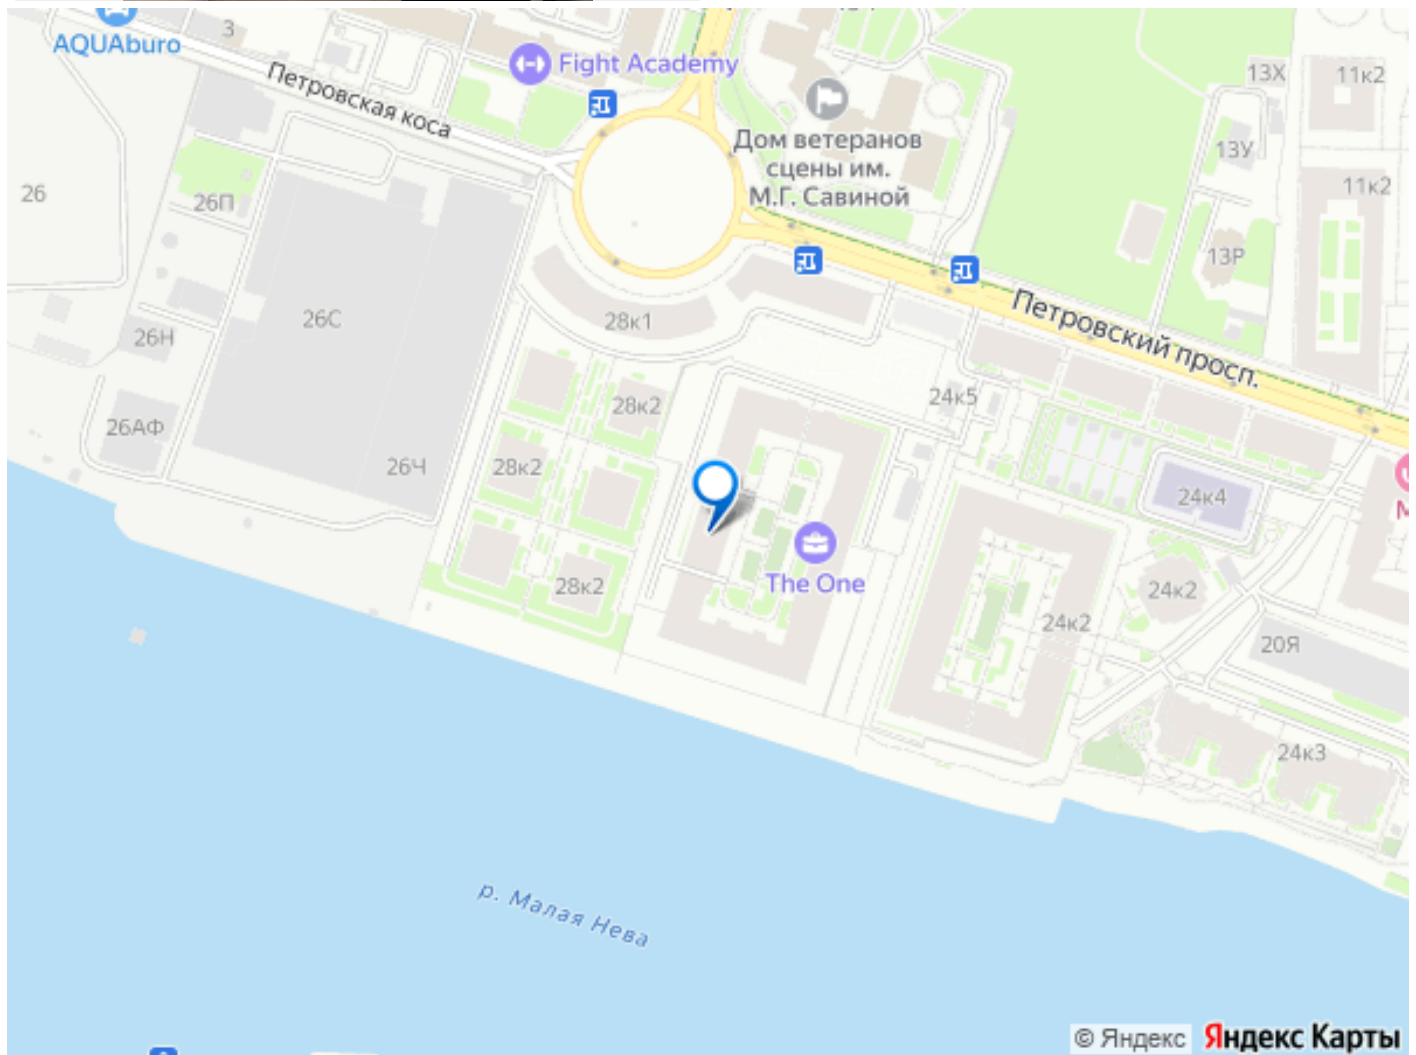 AQUAburo
3
Fight Academy
Петровская коса
13Х
11к2
Дом ветеранов
сцены им.
М.Г. Савиной
13У
26
26П
11к2
13Р
26С
28к1
Петровский просп.
26Н
28к2
24к5
26АФ
26Ч
28к2
24к4
The One
28к2
24к2
24к2
20Я
24к3
р. Малая Нева
© Яндекс Яндекс Карты